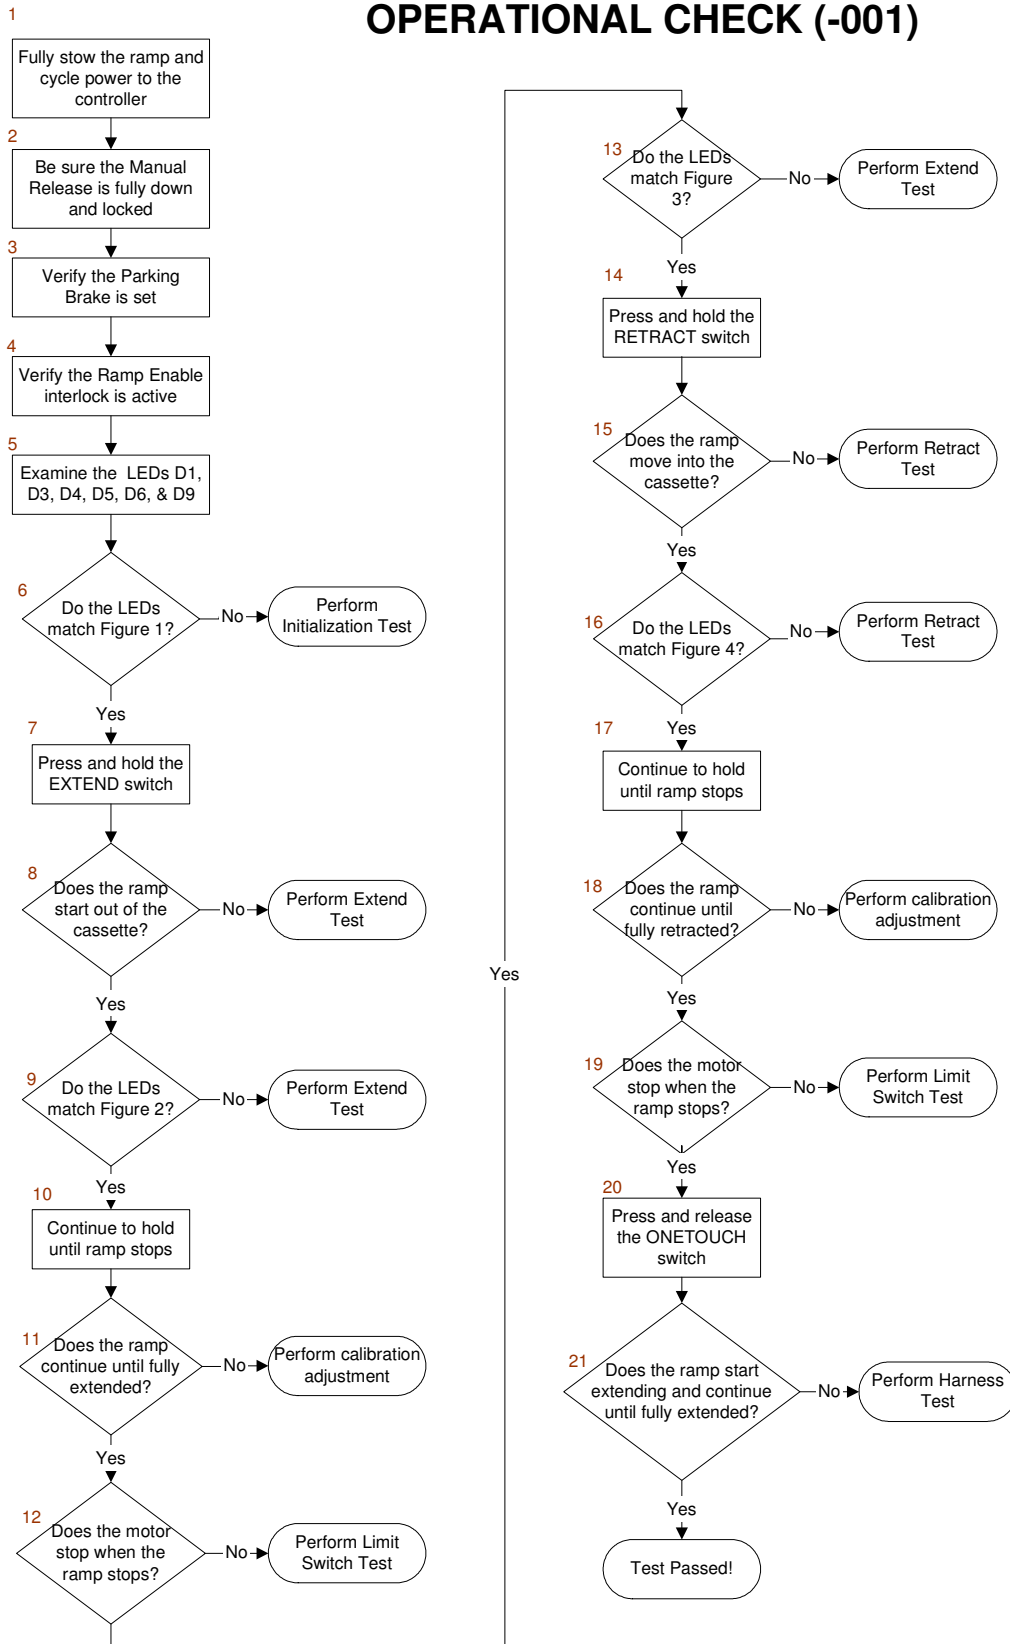 OPERATIONAL CHECK (-001)
1
Fully stow the ramp and
cycle power to the
controller
2
Be sure the Manual
Release is fully down
and locked
3
Verify the Parking
Brake is set
4
Verify the Ramp Enable
interlock is active
5
Examine the LEDs D1,
D3, D4, D5, D6, & D9
6
Do the LEDs
match Figure 1?
No
Perform
Initialization Test
Yes
7
Press and hold the
EXTEND switch
8
Does the ramp
start out of the
cassette?
No
Perform Extend
Test
Yes
9
Do the LEDs
match Figure 2?
No
Perform Extend
Test
Yes
10
Continue to hold
until ramp stops
11
Does the ramp
continue until fully
extended?
No
Perform calibration
adjustment
Yes
12
Does the motor
stop when the
ramp stops?
No
Perform Limit
Switch Test
Yes
13
Do the LEDs
match Figure
3?
No
Perform Extend
Test
Yes
14
Press and hold the
RETRACT switch
15
Does the ramp
move into the
cassette?
No
Perform Retract
Test
Yes
16
Do the LEDs
match Figure 4?
No
Perform Retract
Test
Yes
17
Continue to hold
until ramp stops
18
Does the ramp
continue until
fully retracted?
No
Perform calibration
adjustment
Yes
19
Does the motor
stop when the
ramp stops?
No
Perform Limit
Switch Test
Yes
20
Press and release
the ONETOUCH
switch
21
Does the ramp start
extending and continue
until fully extended?
No
Perform Harness
Test
Yes
Test Passed!